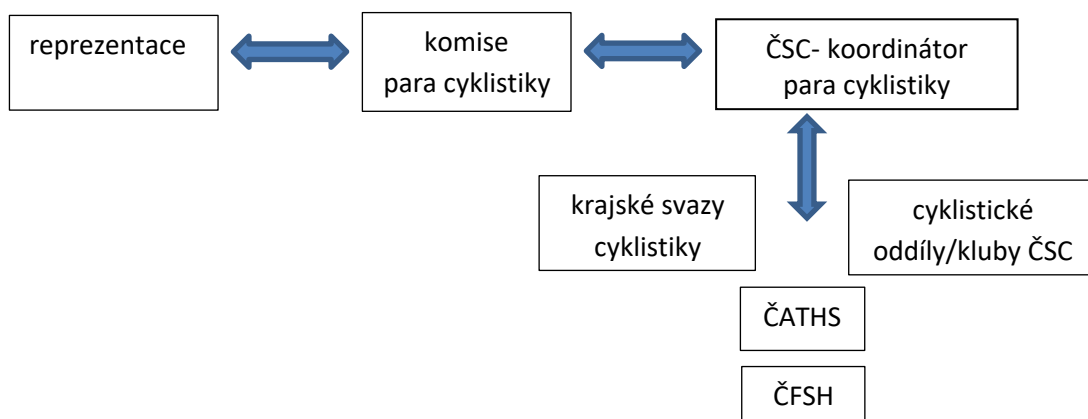 reprezentace
komise
para cyklistiky
ČSC- koordinátor
para cyklistiky
krajské svazy
cyklistiky
cyklistické
oddíly/kluby ČSC
ČATHS
ČFSH